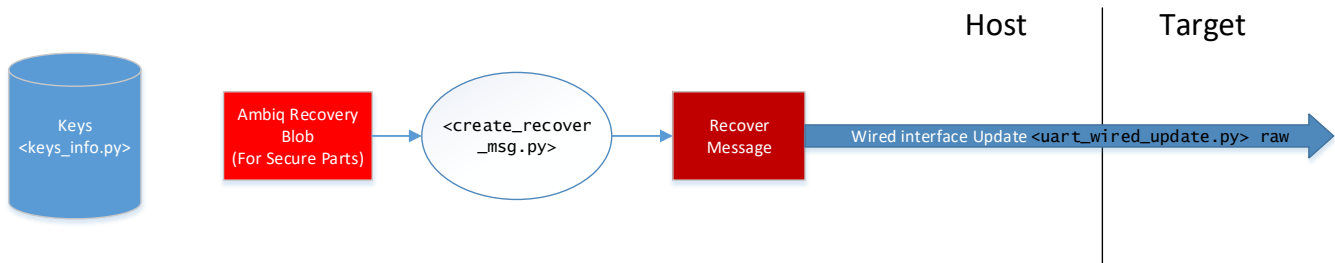 Host
Target
Keys
<keys_info.py>
Ambiq Recovery
Blob
(For Secure Parts)
<create_recover
_msg.py>
Recover
Message
Wired interface Update <uart_wired_update.py> raw